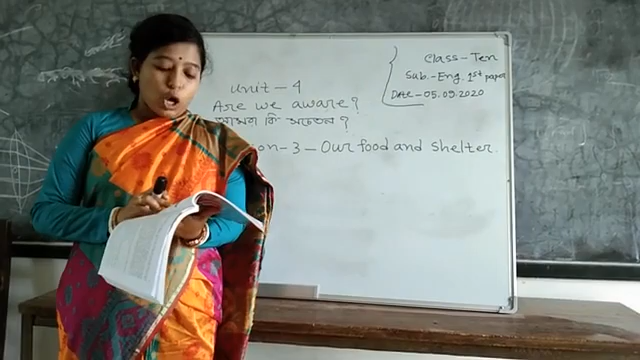 Class - Ten
Sub.- Eng. 1st paper
Date - 05.09.2020
Unit - 4
Are we aware?
আমরা কি সচেতন?
on - 3 - Our food and shelter.